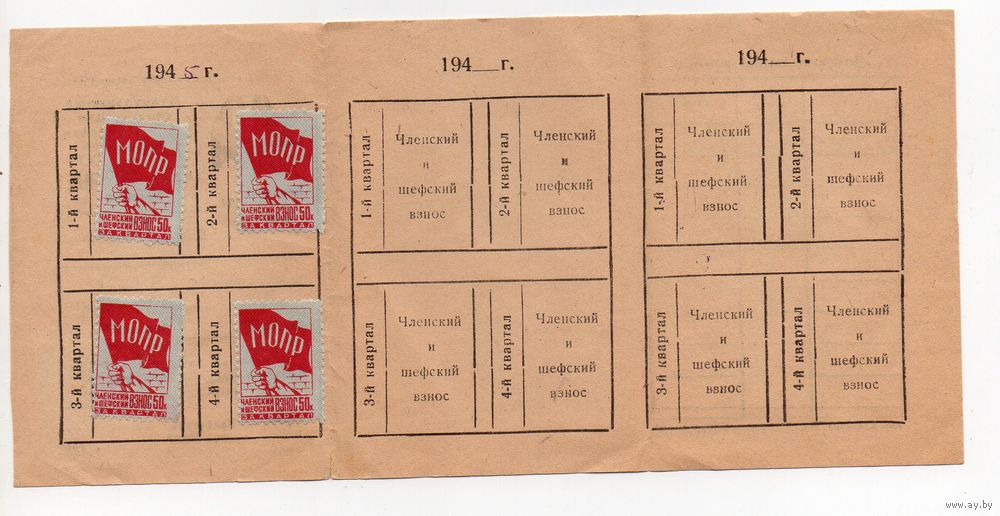 1945 г.
1-й квартал
МОПР
ЧЛЕНСКИЙ
И ШЕФСКИЙ
ВЗНОС 50к
ЗА КВАРТАЛ
2-й квартал
МОПР
ЧЛЕНСКИЙ
И ШЕФСКИЙ
ВЗНОС 50к
ЗА КВАРТАЛ
3-й квартал
МОПР
ЧЛЕНСКИЙ
И ШЕФСКИЙ
ВЗНОС 50к
ЗА КВАРТАЛ
4-й квартал
МОПР
ЧЛЕНСКИЙ
И ШЕФСКИЙ
ВЗНОС 50к
ЗА КВАРТАЛ
194__г.
1-й квартал
Членский
и
шефский
взнос
2-й квартал
Членский
и
шефский
взнос
3-й квартал
Членский
и
шефский
взнос
4-й квартал
Членский
и
шефский
взнос
194__г.
1-й квартал
Членский
и
шефский
взнос
2-й квартал
Членский
и
шефский
взнос
3-й квартал
Членский
и
шефский
взнос
4-й квартал
Членский
и
шефский
взнос
www.ay.by